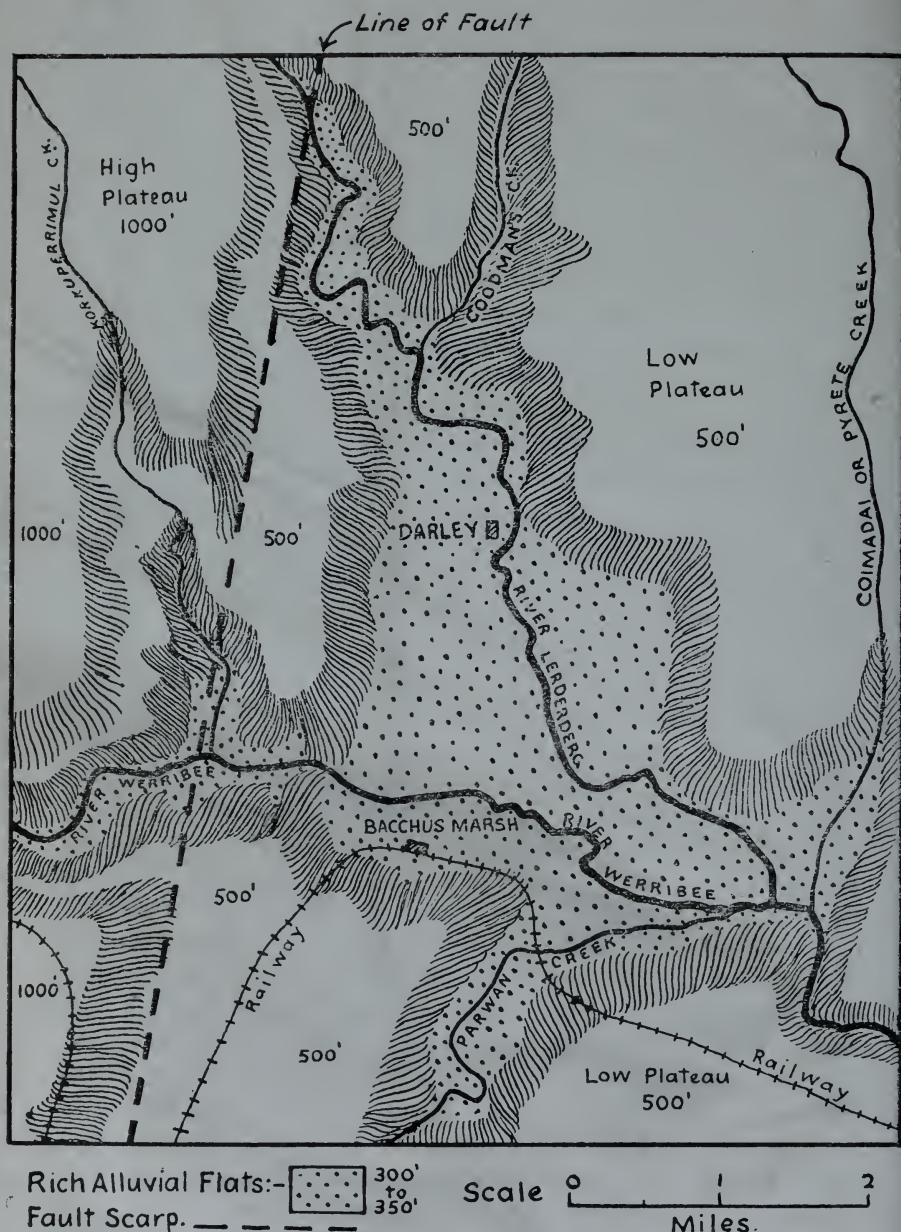 Line of Fault
500'
High
Plateau
1000'
KORKUPERRIMUL CK.
GOODMAN'S CK.
Low
Plateau
500'
COIMADAI OR PYRETE CREEK
1000'
500'
DARLEY
RIVER LERDERDERG
RIVER WERRIBEE
BACCHUS MARSH
RIVER
WERRIBEE
500'
Railway
CREEK
PARWAN
1000'
500'
Low Plateau
500'
Railway
Rich Alluvial Flats:-
300'
to
350'
Fault Scarp.
Scale
0 1 2
Miles.